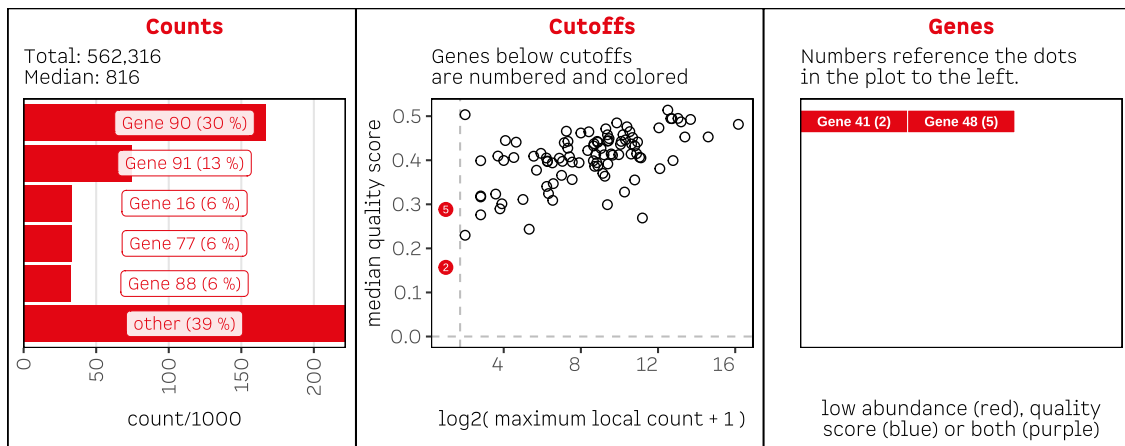 Counts
Total: 562,316
Median: 816
Gene 90 (30 %)
Gene 91 (13 %)
Gene 16 (6 %)
Gene 77 (6 %)
Gene 88 (6 %)
other (39 %)
0
50
100
150
200
count/1000
Cutoffs
Genes below cutoffs
are numbered and colored
median quality score
0.5
0.4
0.3
0.2
0.1
0.0
5
2
4
8
12
16
log2( maximum local count + 1 )
Genes
Numbers reference the dots
in the plot to the left.
Gene 41 (2)
Gene 48 (5)
low abundance (red), quality
score (blue) or both (purple)